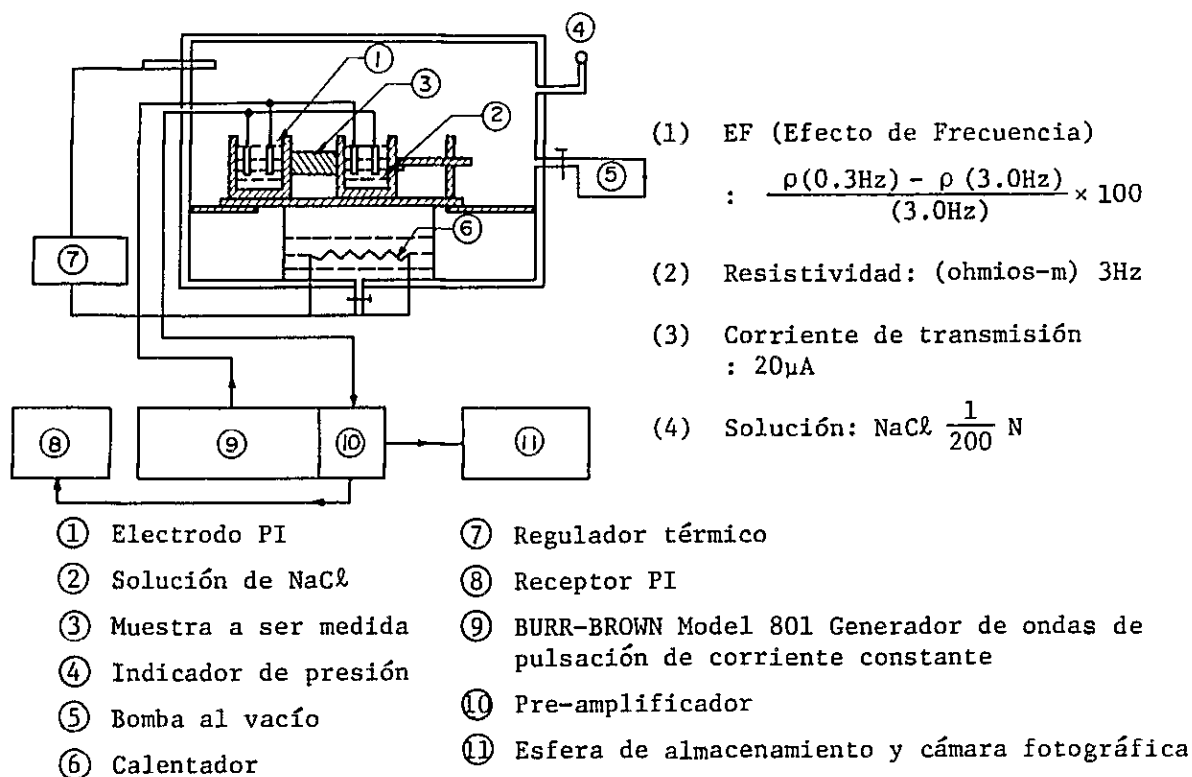 ④
①
③
②
⑤
⑥
⑦
⑧
⑨
⑩
⑪
(1) EF (Efecto de Frecuencia)
: ρ(0.3Hz) - ρ (3.0Hz)
(3.0Hz)
× 100
(2) Resistividad: (ohmios-m) 3Hz
(3) Corriente de transmisión
: 20μA
(4) Solución: NaCℓ 1/200 N
① Electrodo PI
② Solución de NaCℓ
③ Muestra a ser medida
④ Indicador de presión
⑤ Bomba al vacío
⑥ Calentador
⑦ Regulador térmico
⑧ Receptor PI
⑨ BURR-BROWN Model 801 Generador de ondas de
pulsación de corriente constante
⑩ Pre-amplificador
⑪ Esfera de almacenamiento y cámara fotográfica